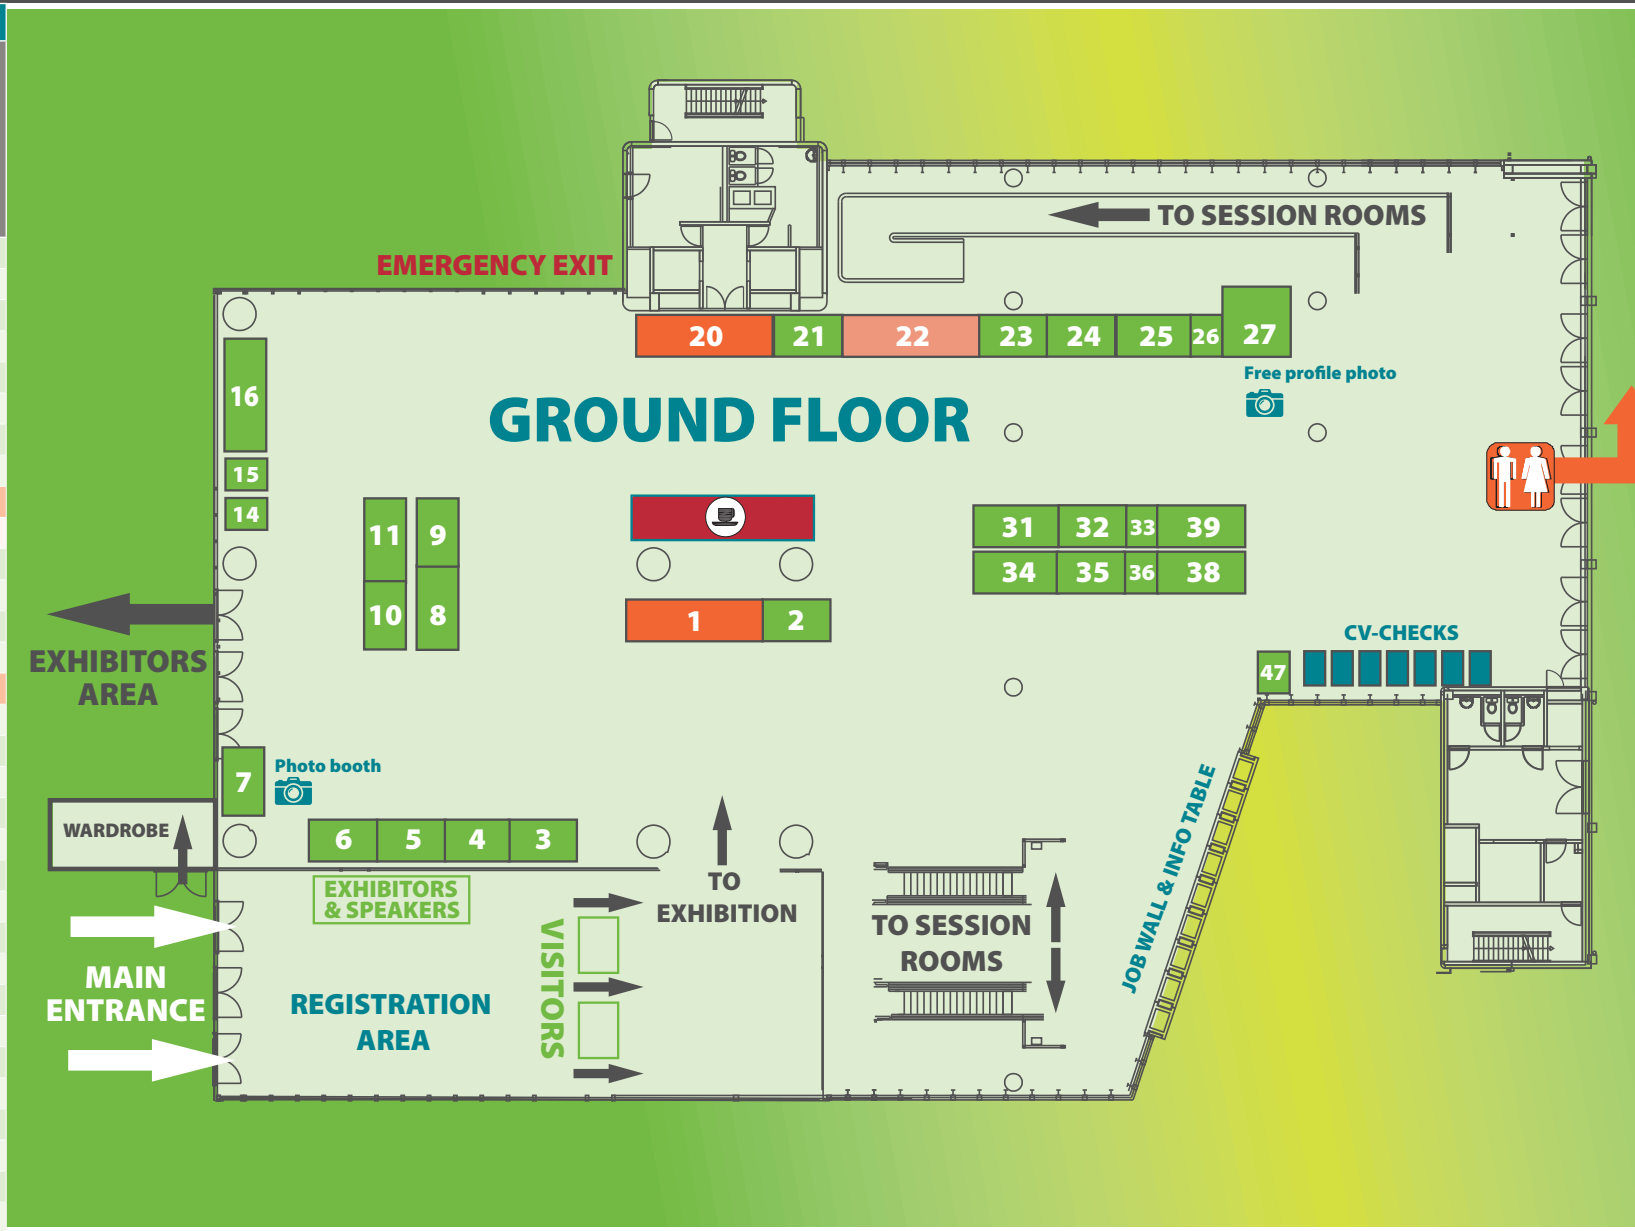 TO SESSION ROOMS
EMERGENCY EXIT
20
21
22
23
24
25
26
27
Free profile photo
16
GROUND FLOOR
15
14
11
9
10
8
31
32
33
39
34
35
36
38
1
2
CV-CHECKS
47
EXHIBITORS
AREA
7
Photo booth
WARDROBE
6
5
4
3
JOB WALL & INFO TABLE
EXHIBITORS
& SPEAKERS
TO
EXHIBITION
VISITORS
TO SESSION
ROOMS
MAIN
ENTRANCE
REGISTRATION
AREA